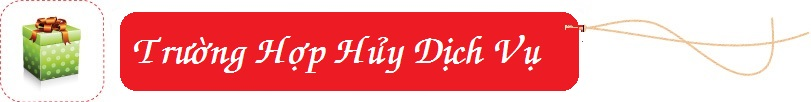 Trường Hợp Hủy Dịch Vụ